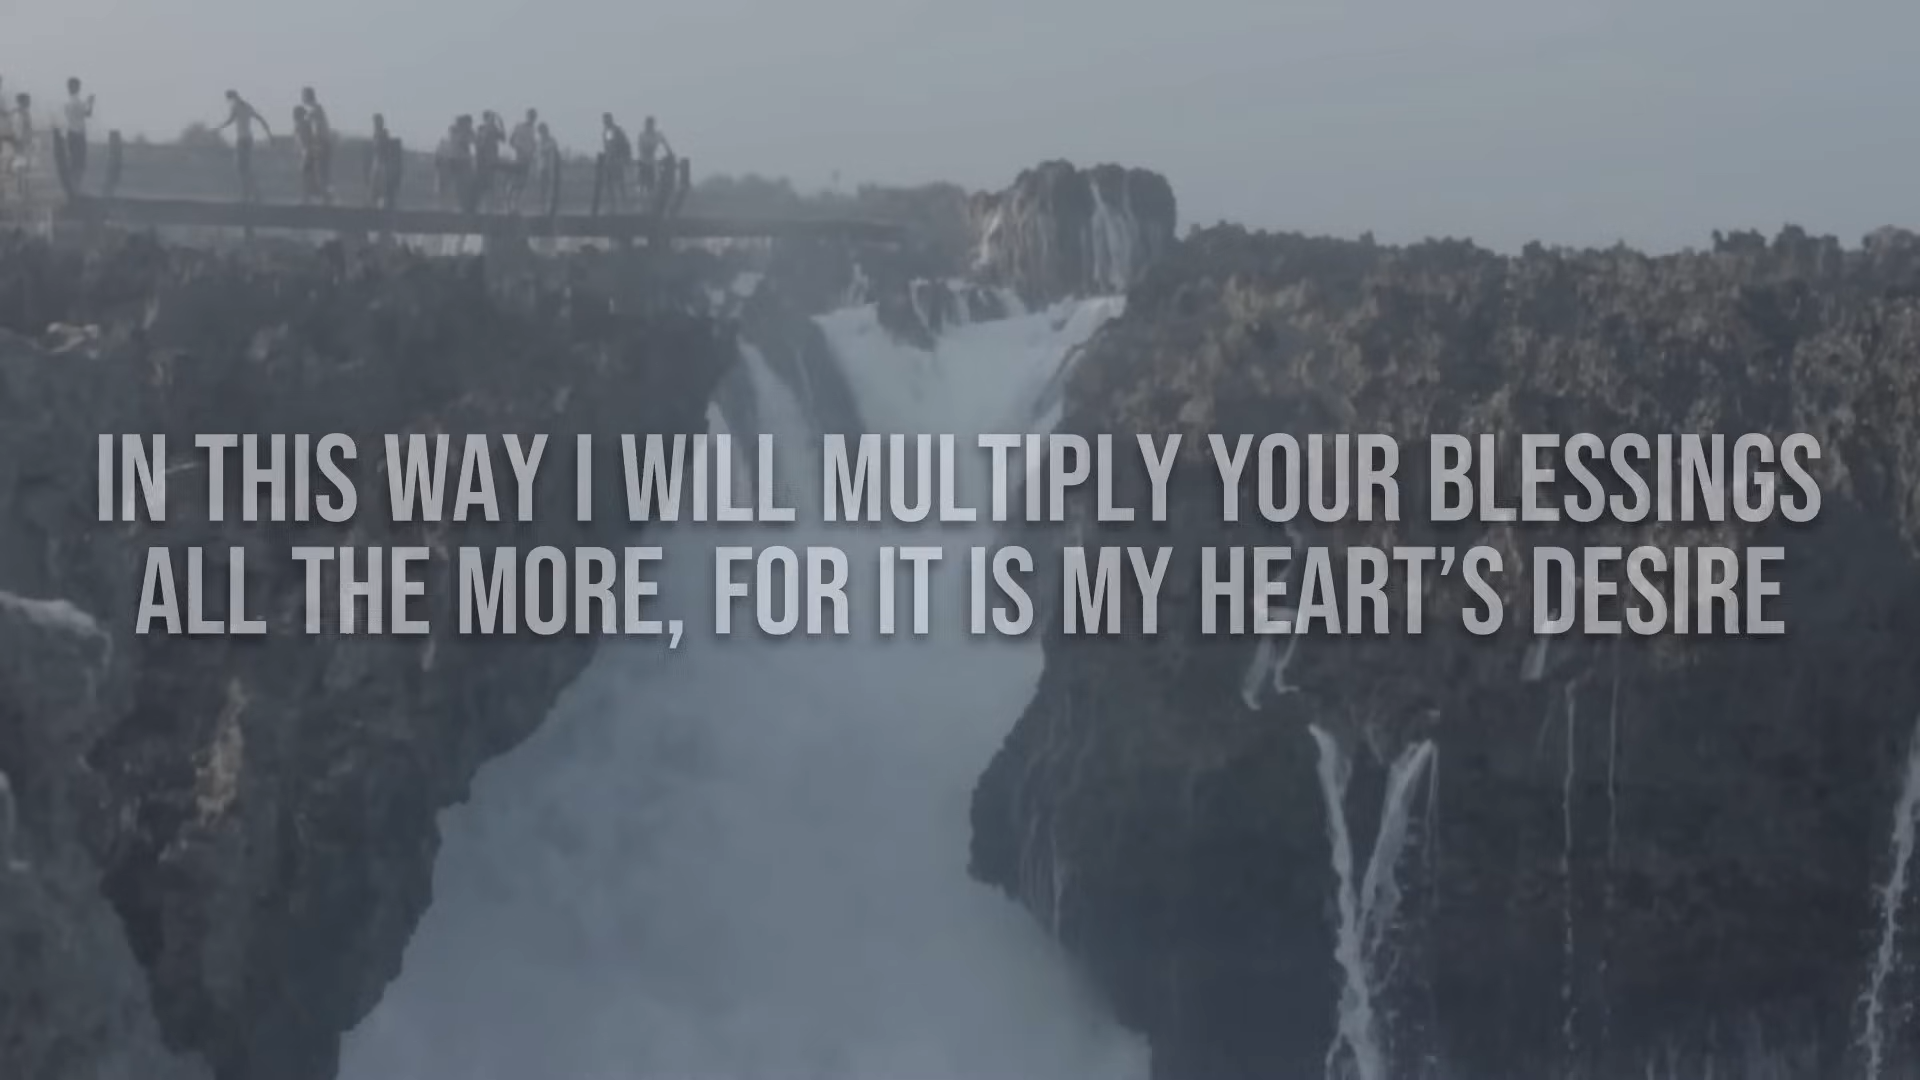 IN THIS WAY I WILL MULTIPLY YOUR BLESSINGS
ALL THE MORE, FOR IT IS MY HEART’S DESIRE